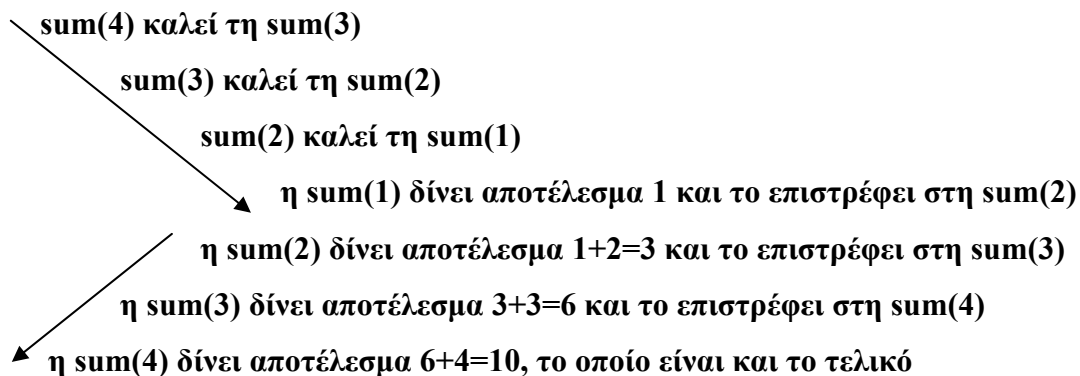 sum(4) καλεί τη sum(3)
sum(3) καλεί τη sum(2)
sum(2) καλεί τη sum(1)
η sum(1) δίνει αποτέλεσμα 1 και το επιστρέφει στη sum(2)
η sum(2) δίνει αποτέλεσμα 1+2=3 και το επιστρέφει στη sum(3)
η sum(3) δίνει αποτέλεσμα 3+3=6 και το επιστρέφει στη sum(4)
η sum(4) δίνει αποτέλεσμα 6+4=10, το οποίο είναι και το τελικό